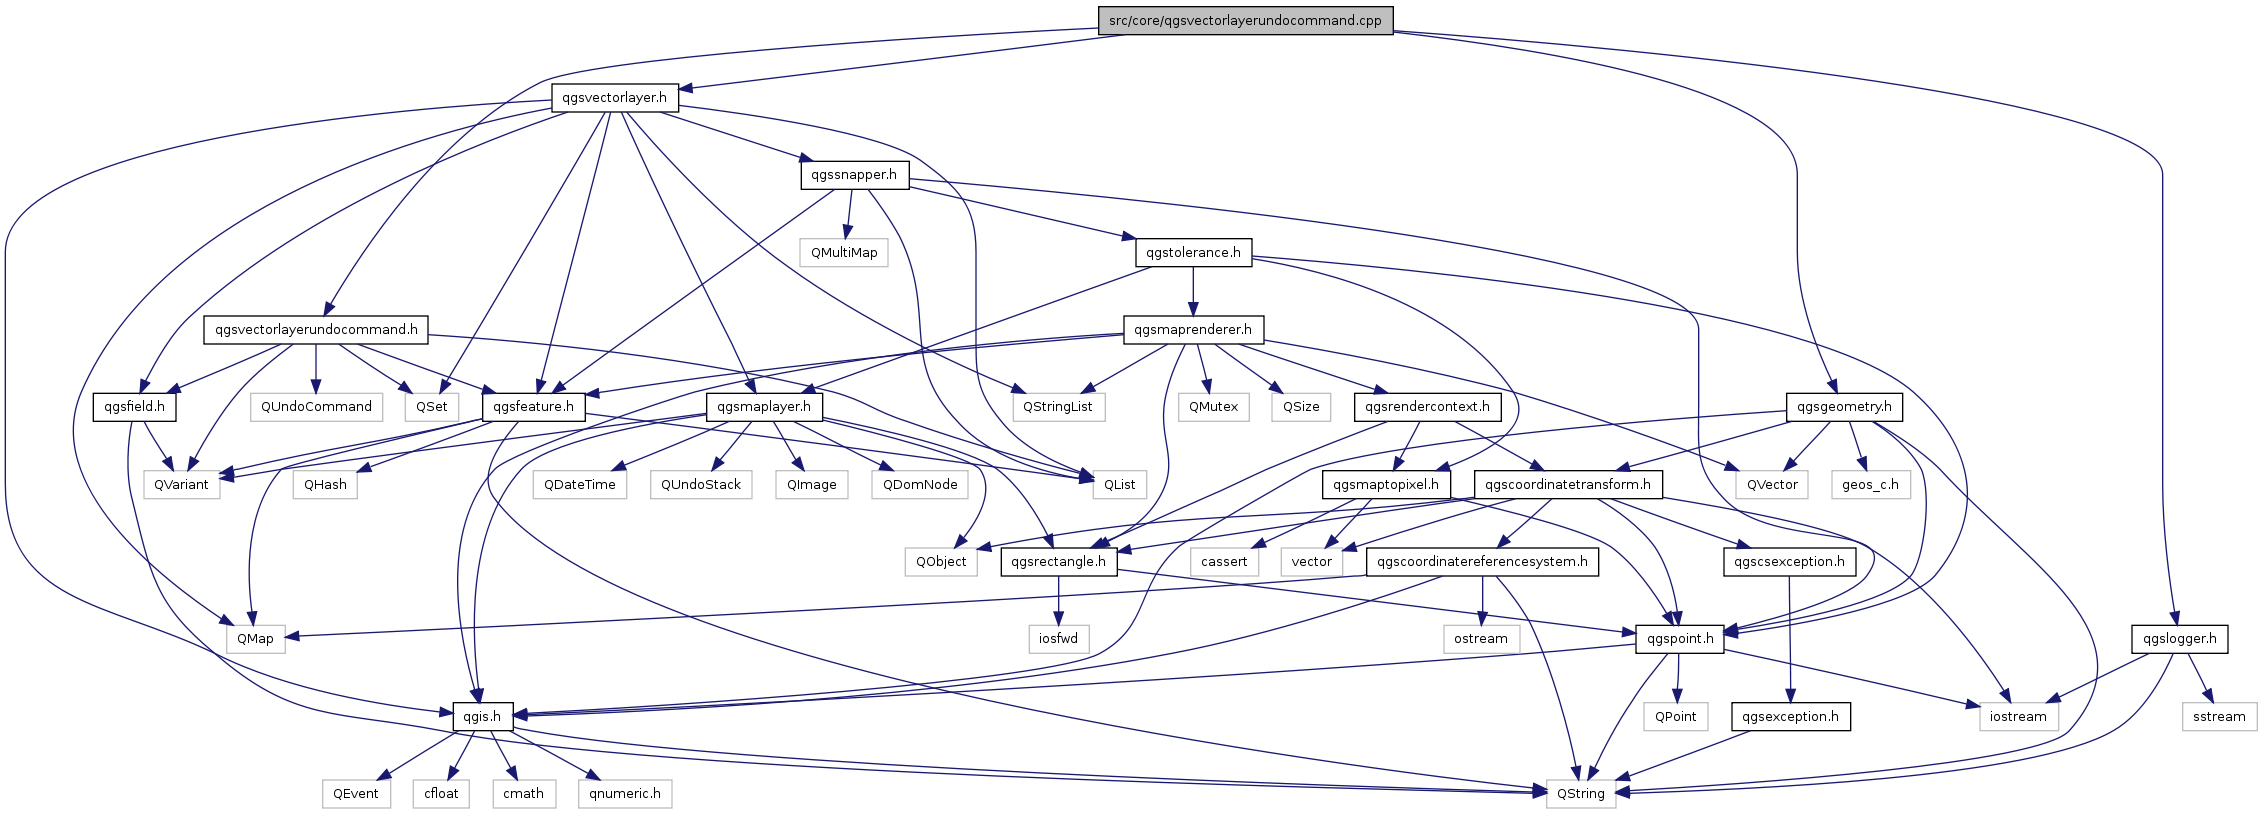 src/core/qgsvectorlayerundocommand.cpp
qgsvectorlayer.h
qgssnapper.h
QMultiMap
qgstolerance.h
qgsvectorlayerundocommand.h
qgsmaprenderer.h
qgsfield.h
QUndoCommand
QSet
qgsfeature.h
qgsmaplayer.h
QStringList
QMutex
QSize
qgsrendercontext.h
qgsgeometry.h
QVariant
QHash
QDateTime
QUndoStack
QImage
QDomNode
QList
qgsmaptopixel.h
qgscoordinatetransform.h
QVector
geos_c.h
QObject
qgsrectangle.h
cassert
vector
qgscoordinatereferencesystem.h
qgscsexception.h
QMap
iosfwd
ostream
qgspoint.h
qgslogger.h
qgis.h
QPoint
qgsexception.h
iostream
sstream
QEvent
cfloat
cmath
qnumeric.h
QString